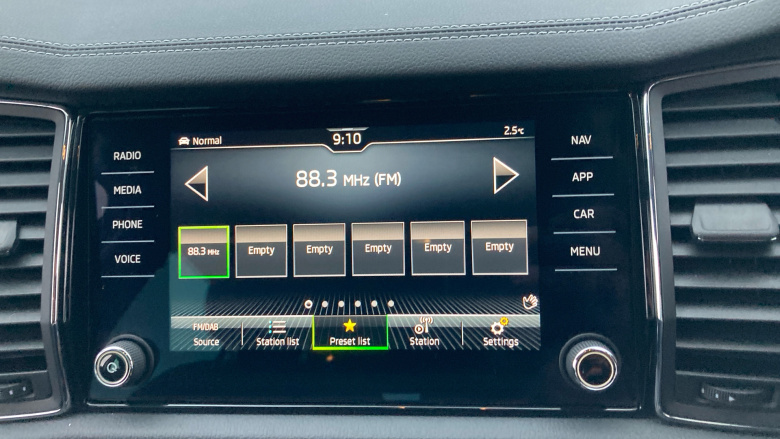 RADIO
MEDIA
PHONE
VOICE
Normal
9:10
2.5°C
88.3 MHz (FM)
88.3 MHz
Empty
Empty
Empty
Empty
Empty
FM/DAB
Source
Station list
Preset list
Station
Settings
NAV
APP
CAR
MENU